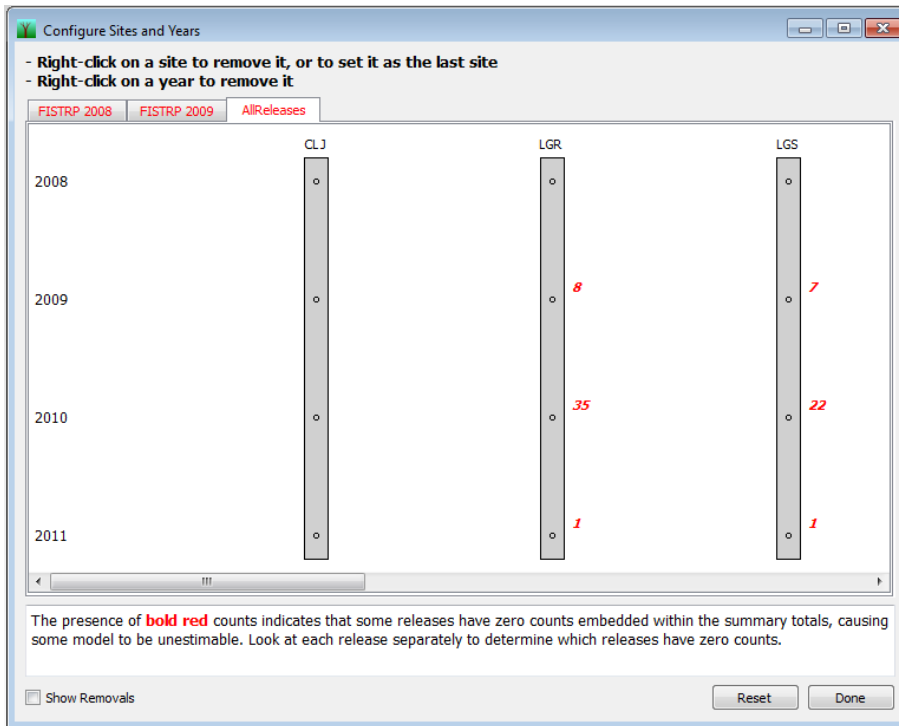 Configure Sites and Years
- Right-click on a site to remove it, or to set it as the last site
- Right-click on a year to remove it
FISTRP 2008 FISTRP 2009 AllReleases
CLJ LGR LGS
2008
2009 8 7
2010 35 22
2011 1 1
The presence of bold red counts indicates that some releases have zero counts embedded within the summary totals, causing
some model to be unestimable. Look at each release separately to determine which releases have zero counts.
Show Removals Reset Done